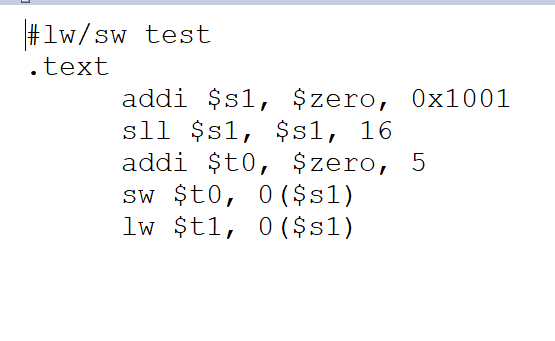 #lw/sw test
.text
addi $s1, $zero, 0x1001
sll $s1, $s1, 16
addi $t0, $zero, 5
sw $t0, 0($s1)
lw $t1, 0($s1)